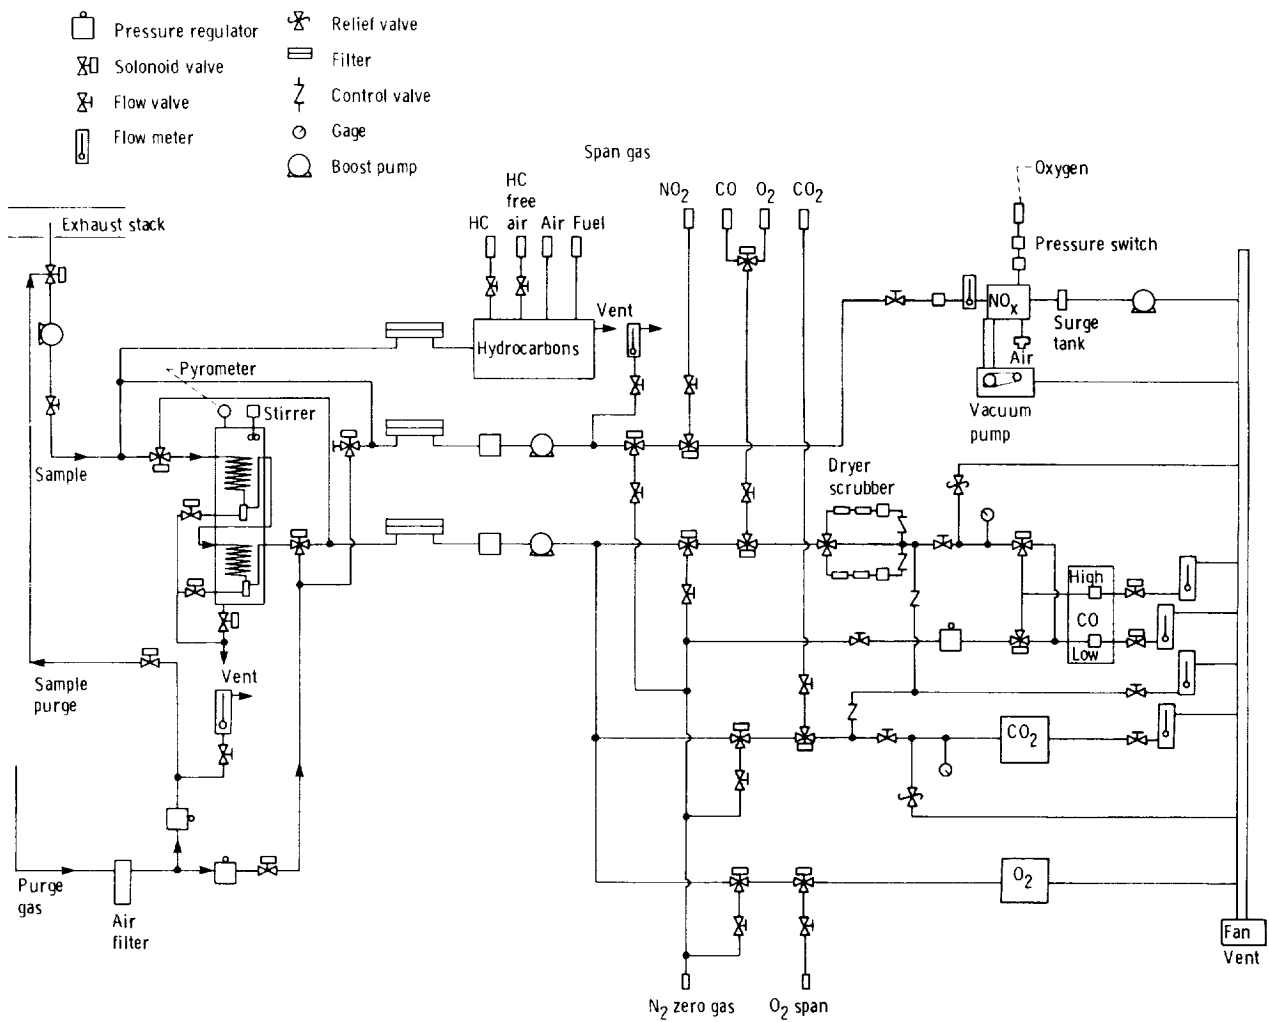 Pressure regulator
Solonoid valve
Flow valve
Flow meter
Relief valve
Filter
Control valve
Gage
Boost pump
Span gas
HC
HC
free
air
Air
Fuel
NO2
CO
O2
CO2
Oxygen
Pressure switch
Exhaust stack
Vent
Hydrocarbons
NOx
Surge
tank
Air
Vacuum
pump
Pyrometer
Stirrer
Sample
Dryer
scrubber
High
CO
Low
Vent
Sample
purge
CO2
O2
Purge
gas
Air
filter
N2 zero gas
O2 span
Fan
Vent